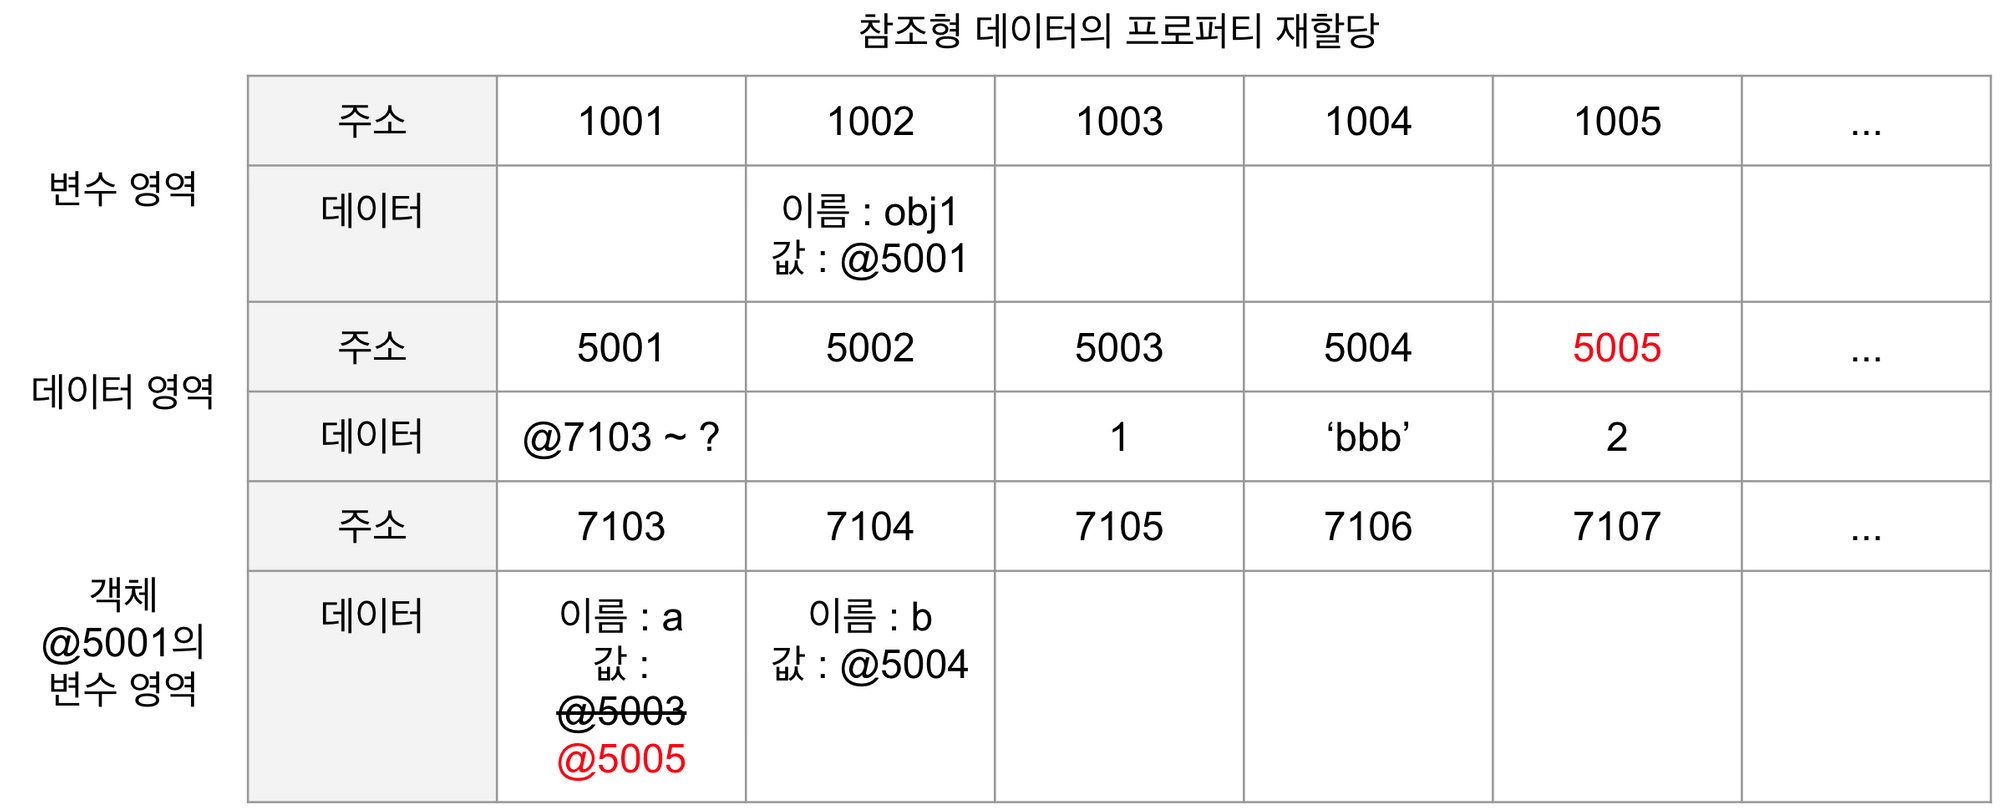 참조형 데이터의 프로퍼티 재할당
변수 영역
주소 1001 1002 1003 1004 1005 ...
데이터
이름 : obj1
값 : @5001
데이터 영역
주소 5001 5002 5003 5004 5005 ...
데이터 @7103 ~ ? 1 ‘bbb’ 2
객체
@5001의
변수 영역
주소 7103 7104 7105 7106 7107 ...
데이터
이름 : a
값 :
@5003
@5005
이름 : b
값 : @5004